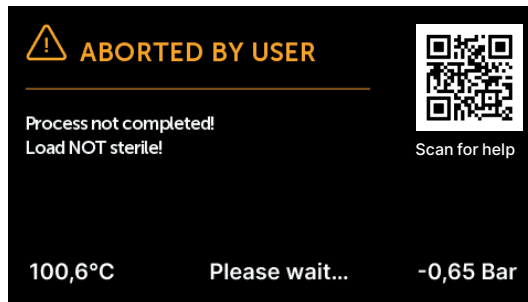 ABORTED BY USER
Process not completed!
Load NOT sterile!
Scan for help
100,6°C
Please wait...
-0,65 Bar